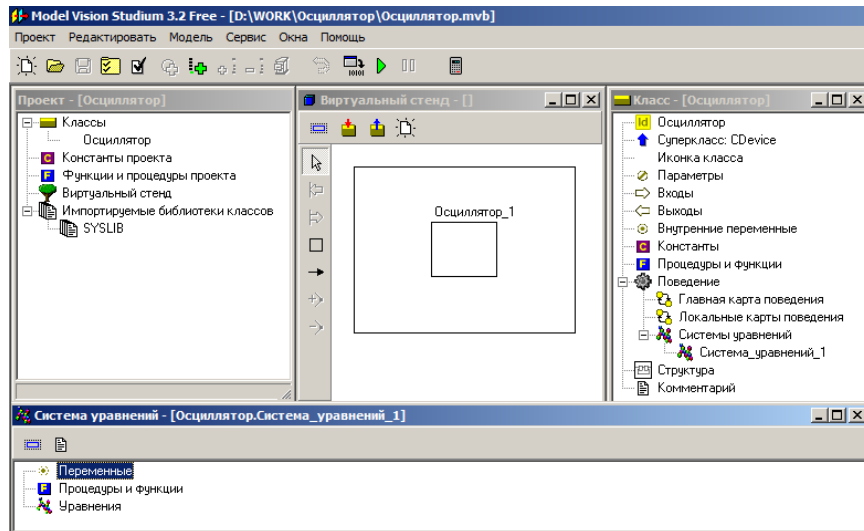 Model Vision Studium 3.2 Free - [D:\WORK\Осциллятор\Осциллятор.mvb]
Проект Редактировать Модель Сервис Окна Помощь
Проект - [Осциллятор]
Классы
Осциллятор
Константы проекта
Функции и процедуры проекта
Виртуальный стенд
Импортируемые библиотеки классов
SYSLIB
Виртуальный стенд - []
Осциллятор_1
Класс - [Осциллятор]
Осциллятор
Суперкласс: CDevice
Иконка класса
Параметры
Входы
Выходы
Внутренние переменные
Константы
Процедуры и функции
Поведение
Главная карта поведения
Локальные карты поведения
Системы уравнений
Система_уравнений_1
Структура
Комментарий
Система уравнений - [Осциллятор.Система_уравнений_1]
Переменные
Процедуры и функции
Уравнения